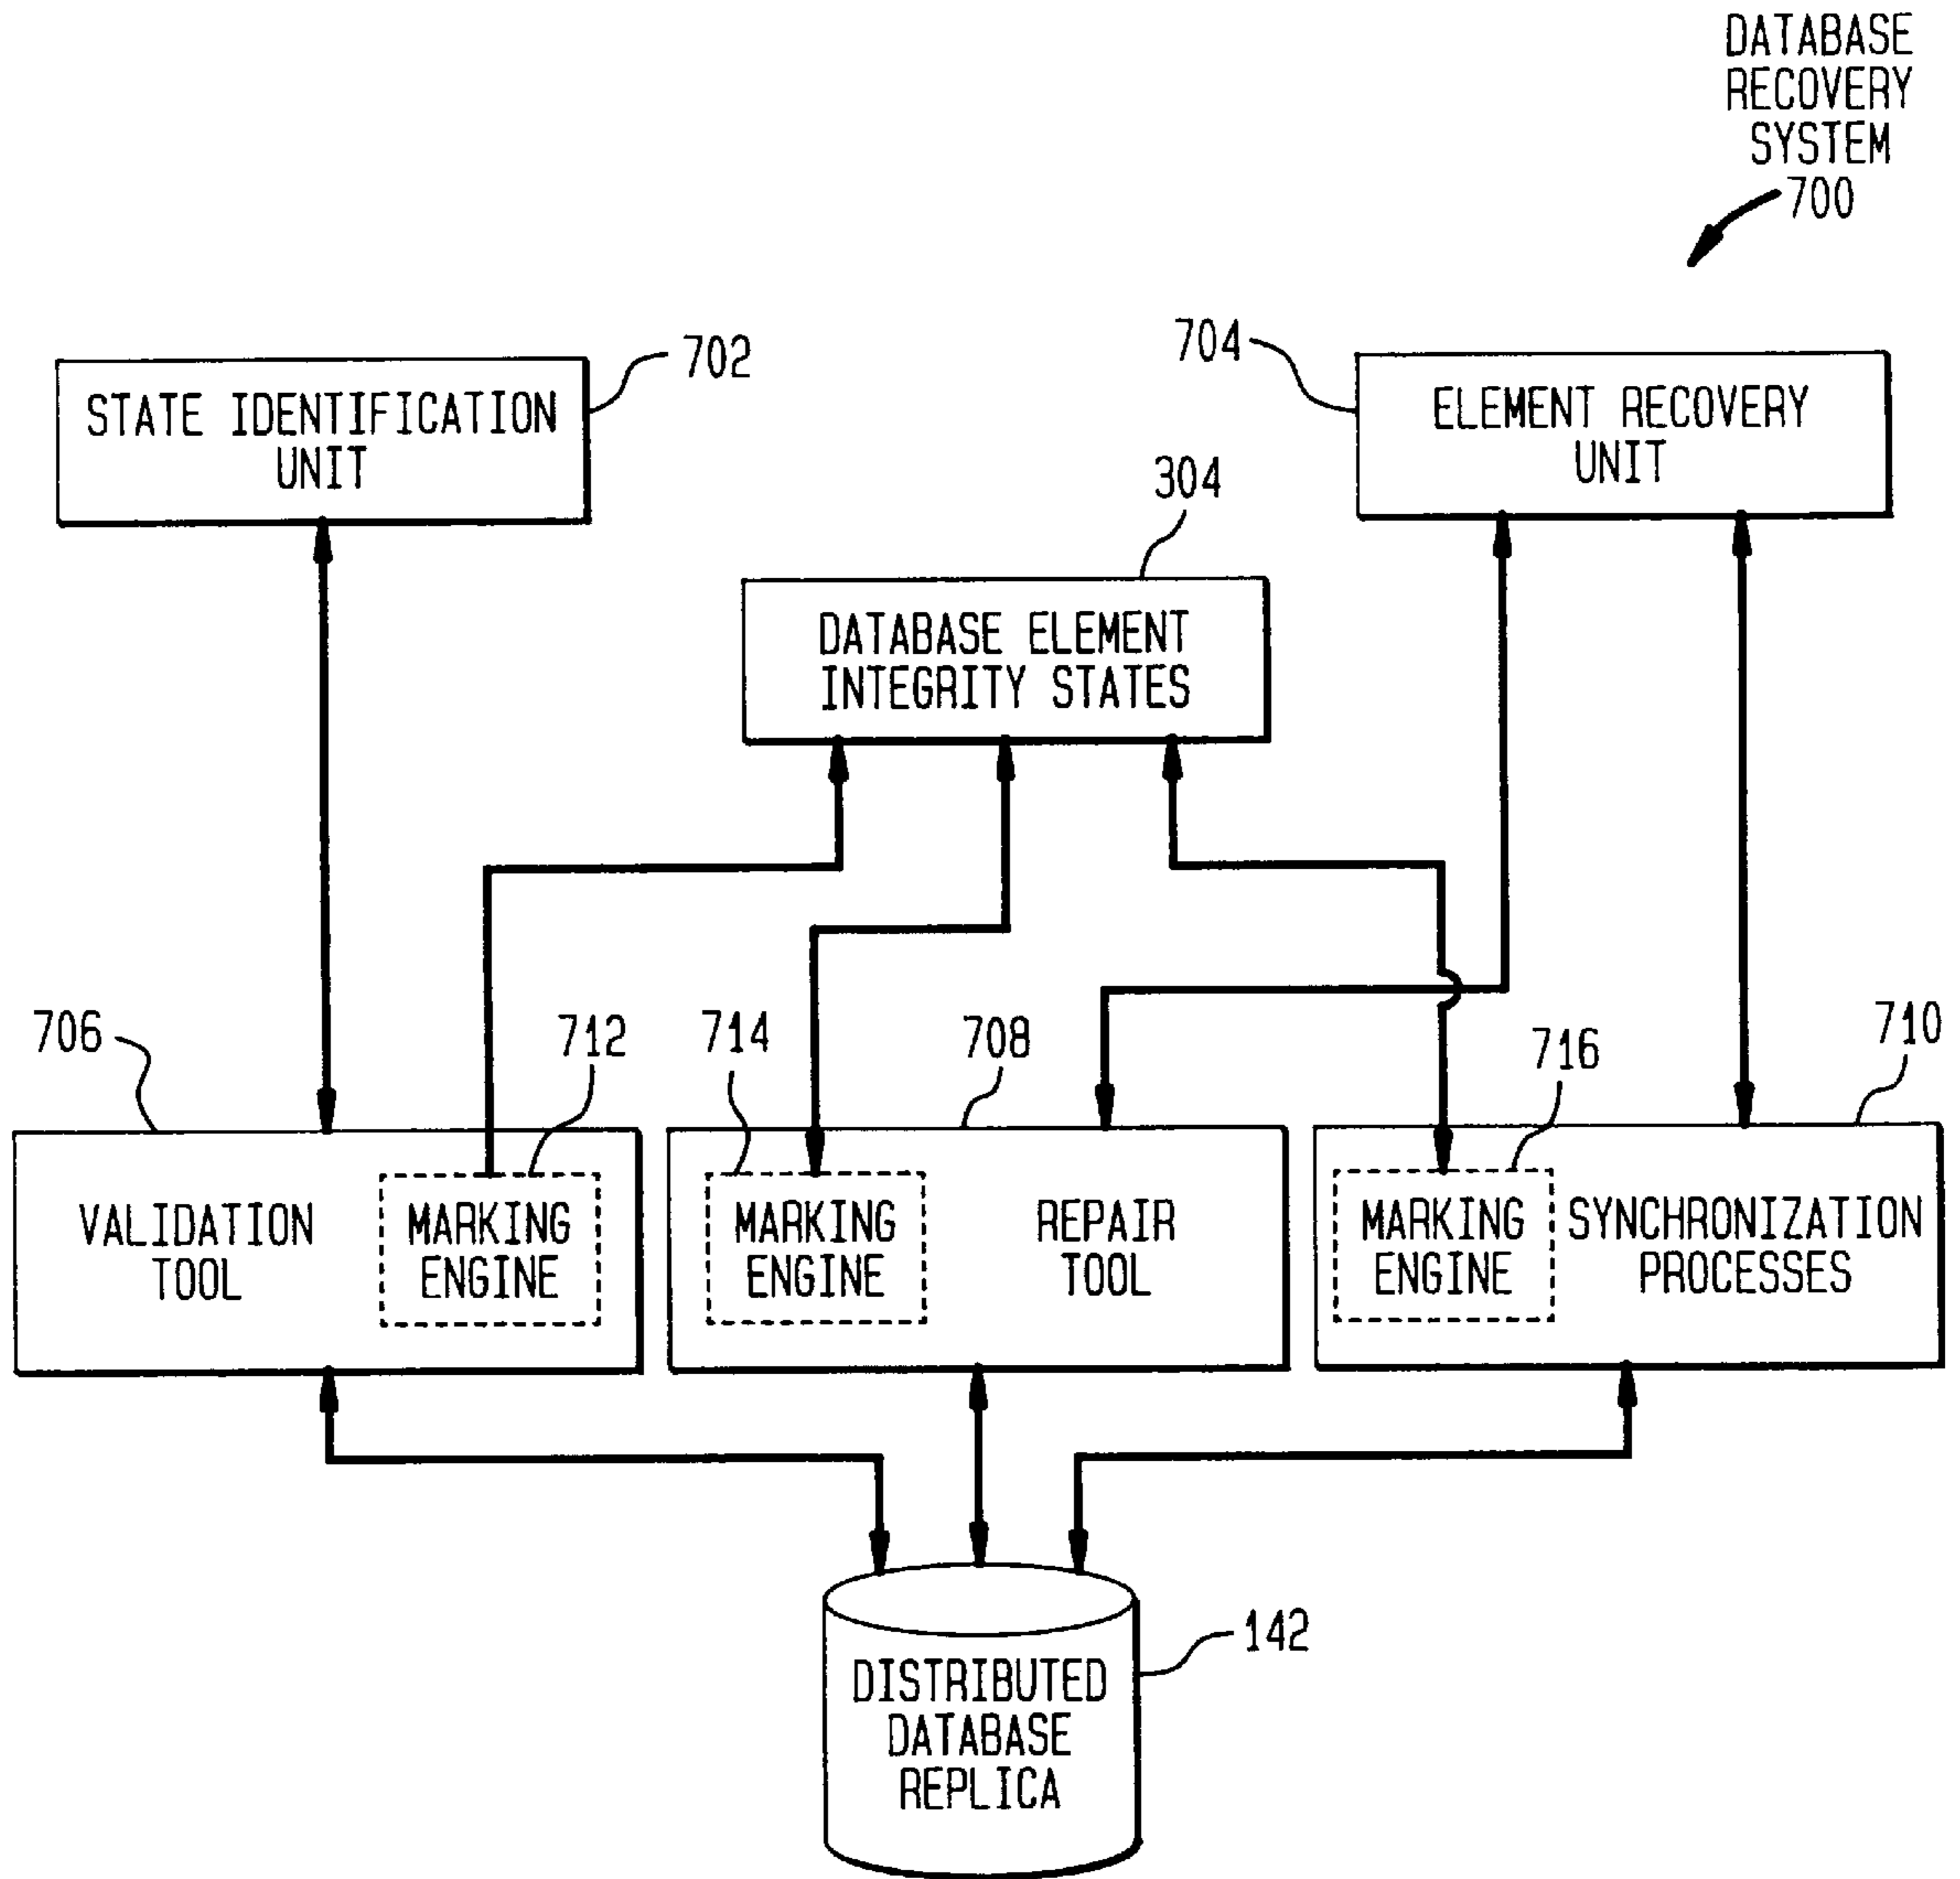 DATABASE
RECOVERY
SYSTEM
700
702
704
STATE IDENTIFICATION
UNIT
ELEMENT RECOVERY
UNIT
304
DATABASE ELEMENT
INTEGRITY STATES
706
712
714
708
716
710
VALIDATION
TOOL
MARKING
ENGINE
MARKING
ENGINE
REPAIR
TOOL
MARKING
ENGINE
SYNCHRONIZATION
PROCESSES
142
DISTRIBUTED
DATABASE
REPLICA